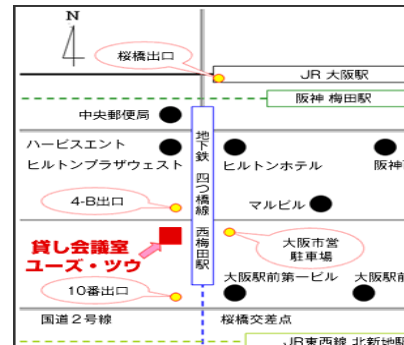 N
桜橋出口
JR 大阪駅
阪神 梅田駅
中央郵便局
地下鉄 四つ橋線 西梅田駅
ハービスエント
ヒルトンプラザウェスト
ヒルトンホテル
阪神
4-B出口
マルビル
貸し会議室
ユーズ・ツウ
大阪市営
駐車場
10番出口
大阪駅前第一ビル
大阪駅前
国道2号線
桜橋交差点
JR東西線 北新地駅